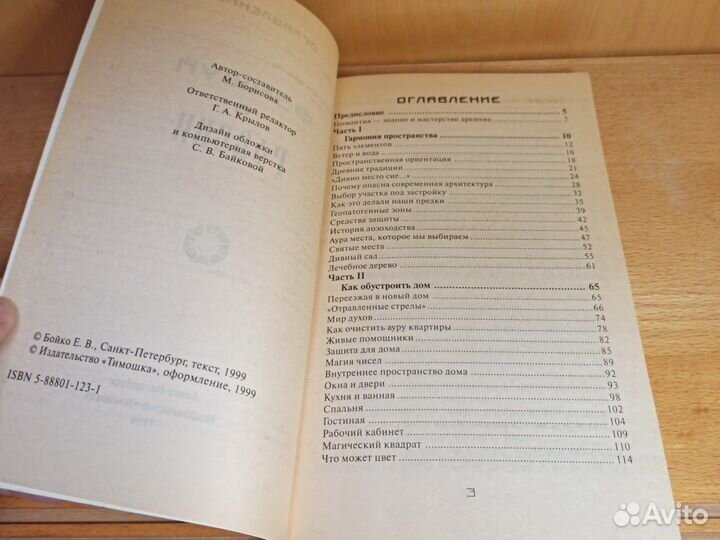 Автор-составитель
М. Борисова
Ответственный редактор
Г. А. Крылов
Дизайн обложки
и компьютерная верстка
С. В. Байковой
© Бойко Е. В., Санкт-Петербург, текст, 1999
© Издательство «Тимошка», оформление, 1999
ISBN 5-88801-123-1
ОГЛАВЛЕНИЕ
Предисловие 5
Геомантия — знание и мастерство древних 7
Часть I
Гармония пространства 10
Пять элементов 12
Ветер и вода 16
Пространственная ориентация 18
Древние традиции 21
«Дивно место сие...» 24
Почему опасна современная архитектура 28
Выбор участка под застройку 32
Как это делали наши предки 35
Геопатогенные зоны 39
Средства защиты 42
История лозоходства 45
Аура места, которое мы выбираем 47
Святые места 52
Дивный сад 55
Лечебное дерево 61
Часть II
Как обустроить дом 65
Переезжая в новый дом 65
«Отравленные стрелы» 66
Мир духов 74
Как очистить ауру квартиры 78
Живые помощники 82
Защита для дома 85
Магия чисел 89
Внутреннее пространство дома 92
Окна и двери 93
Кухня и ванная 98
Спальня 102
Гостиная 104
Рабочий кабинет 109
Магический квадрат 110
Что может цвет 114
3
Avito